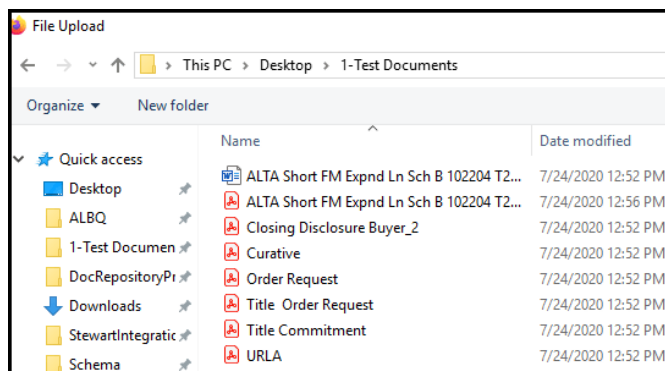 File Upload
This PC > Desktop > 1-Test Documents
Organize New folder
Name Date modified
Quick access
Desktop
ALBQ
1-Test Documen
DocRepositoryPr
Downloads
StewartIntegratic
Schema
ALTA Short FM Expnd Ln Sch B 102204 T2... 7/24/2020 12:52 PM
ALTA Short FM Expnd Ln Sch B 102204 T2... 7/24/2020 12:56 PM
Closing Disclosure Buyer_2 7/24/2020 12:52 PM
Curative 7/24/2020 12:52 PM
Order Request 7/24/2020 12:52 PM
Title Order Request 7/24/2020 12:52 PM
Title Commitment 7/24/2020 12:52 PM
URLA 7/24/2020 12:52 PM